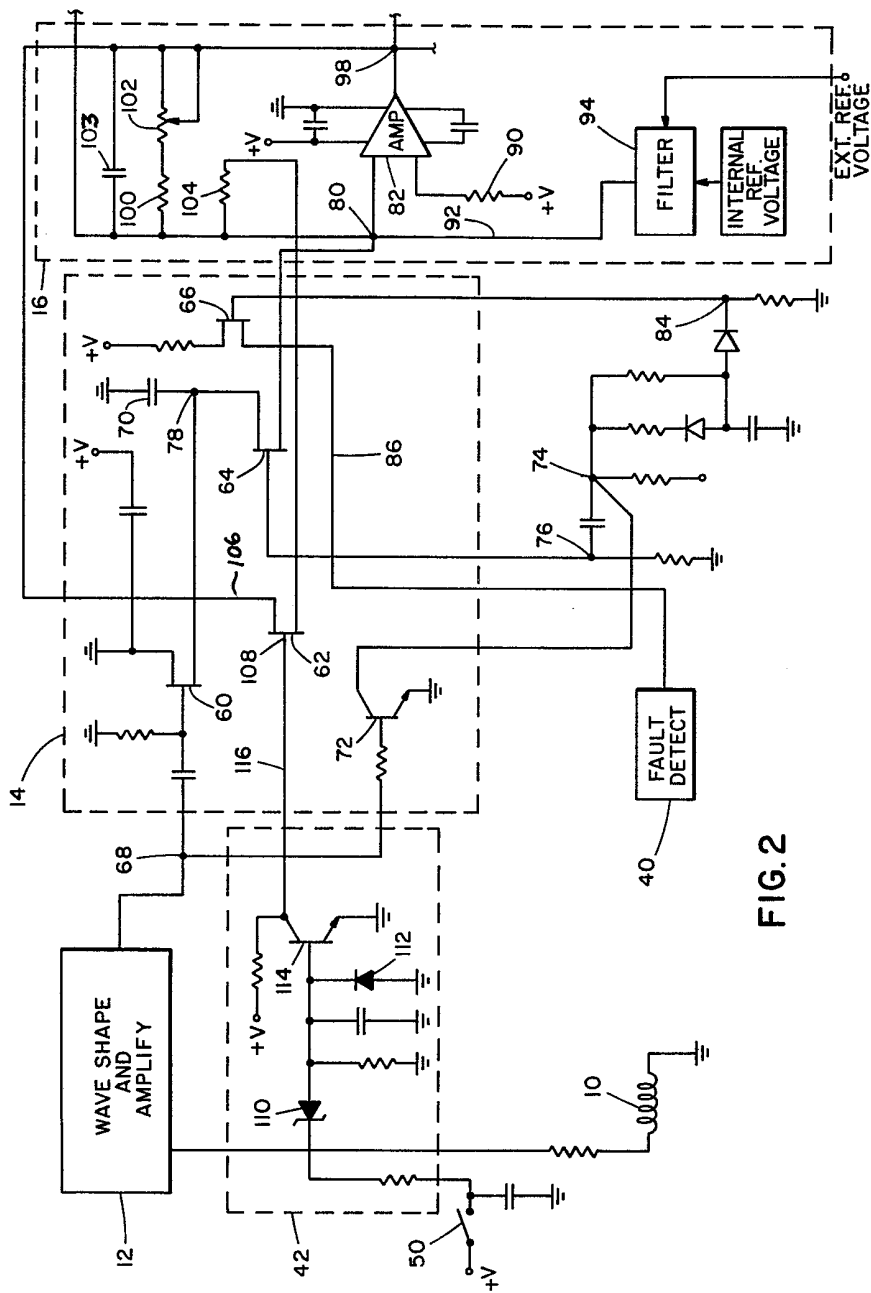 12
WAVE SHAPE
AND
AMPLIFY
68
14
16
103
100
102
104
+V
AMP
82
98
80
90
+V
92
94
FILTER
INTERNAL
REF.
VOLTAGE
EXT. REF.
VOLTAGE
+V
66
70
78
+V
64
106
60
108
62
86
116
72
74
76
84
42
+V
114
112
110
50
+V
10
FAULT
DETECT
40
FIG. 2